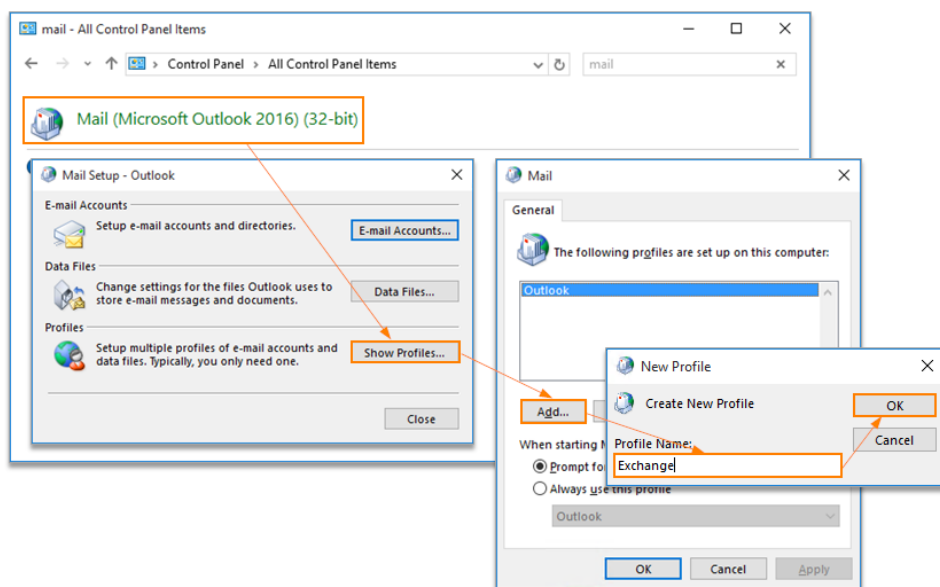 mail - All Control Panel Items
Control Panel > All Control Panel Items
mail
Mail (Microsoft Outlook 2016) (32-bit)
Mail Setup - Outlook
E-mail Accounts
Setup e-mail accounts and directories.
E-mail Accounts...
Data Files
Change settings for the files Outlook uses to
store e-mail messages and documents.
Data Files...
Profiles
Setup multiple profiles of e-mail accounts and
data files. Typically, you only need one.
Show Profiles...
Close
Mail
General
The following profiles are set up on this computer:
Outlook
Add...
When starting
Prompt for
Always use this profile
Outlook
OK
Cancel
Apply
New Profile
Create New Profile
OK
Cancel
Profile Name:
Exchange